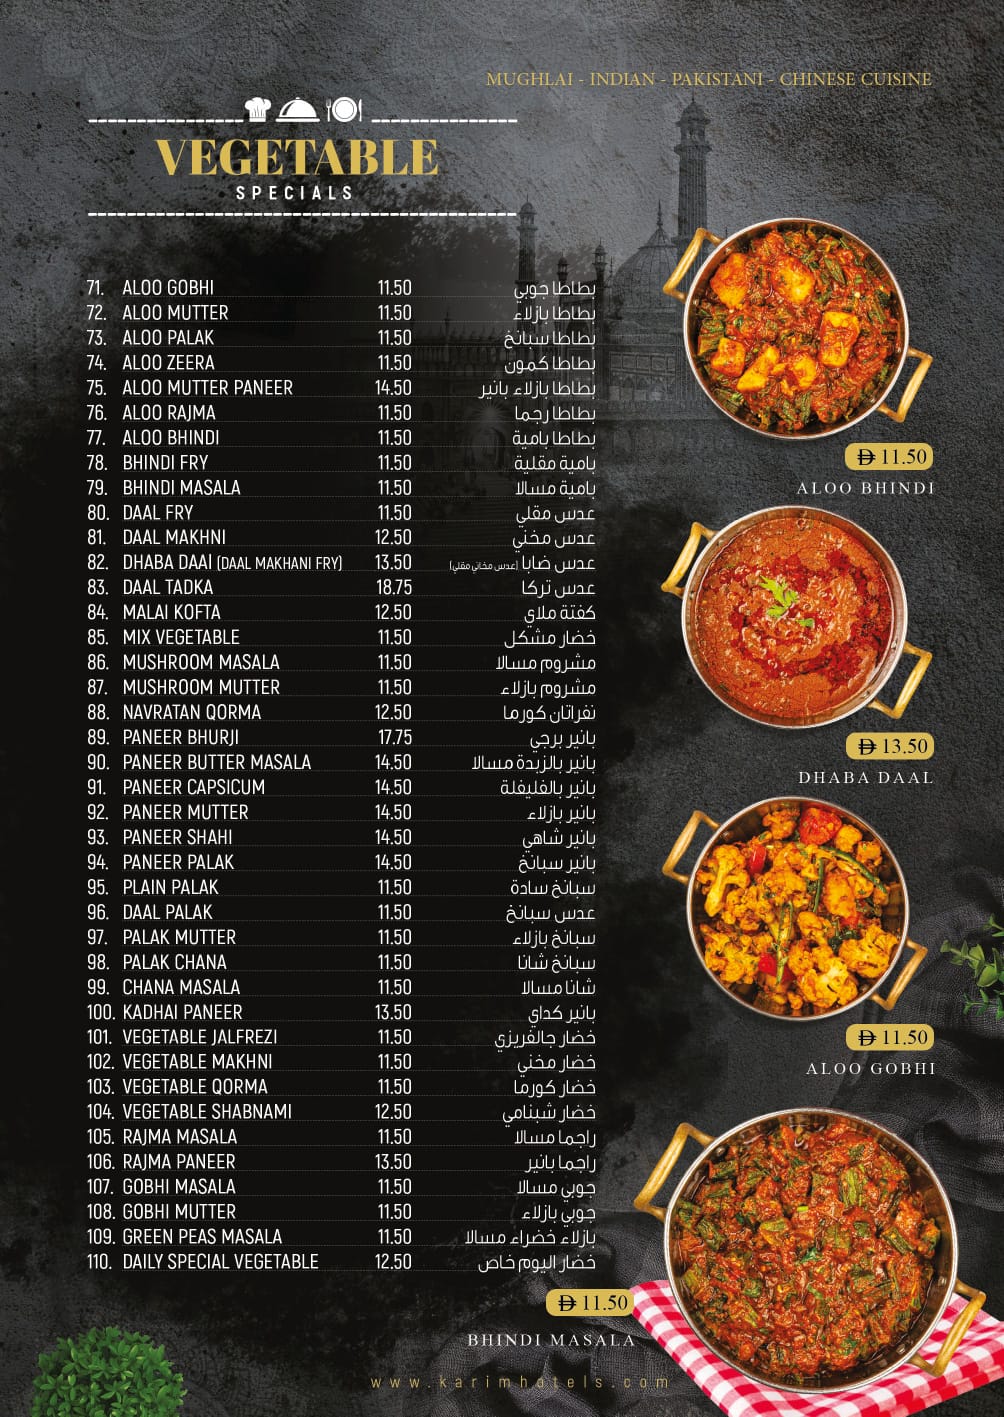 MUGHLAI - INDIAN - PAKISTANI - CHINESE CUISINE
VEGETABLE
SPECIALS
71. ALOO GOBHI 11.50 بطاطا جوبي
72. ALOO MUTTER 11.50 بطاطا بازلاء
73. ALOO PALAK 11.50 بطاطا سبانخ
74. ALOO ZEERA 11.50 بطاطا كمون
75. ALOO MUTTER PANEER 14.50 بطاطا بازلاء بانير
76. ALOO RAJMA 11.50 بطاطا رجما
77. ALOO BHINDI 11.50 بطاطا بامية
78. BHINDI FRY 11.50 بامية مقلية
79. BHINDI MASALA 11.50 بامية مسالا
80. DAAL FRY 11.50 عدس مقلي
81. DAAL MAKHNI 12.50 عدس مخني
82. DHABA DAAI (DAAL MAKHANI FRY) 13.50 عدس ضابا (عدس مخاني مقلي)
83. DAAL TADKA 18.75 عدس تركا
84. MALAI KOFTA 12.50 كفتة ملاي
85. MIX VEGETABLE 11.50 خضار مشكل
86. MUSHROOM MASALA 11.50 مشروم مسالا
87. MUSHROOM MUTTER 11.50 مشروم بازلاء
88. NAVRATAN QORMA 12.50 نفراتان كورما
89. PANEER BHURJI 17.75 بانير برجي
90. PANEER BUTTER MASALA 14.50 بانير بالزبدة مسالا
91. PANEER CAPSICUM 14.50 بانير بالفليفلة
92. PANEER MUTTER 14.50 بانير بازلاء
93. PANEER SHAHI 14.50 بانير شاهي
94. PANEER PALAK 14.50 بانير سبانخ
95. PLAIN PALAK 11.50 سبانخ سادة
96. DAAL PALAK 11.50 عدس سبانخ
97. PALAK MUTTER 11.50 سبانخ بازلاء
98. PALAK CHANA 11.50 سبانخ شانا
99. CHANA MASALA 11.50 شانا مسالا
100. KADHAI PANEER 13.50 بانير كداي
101. VEGETABLE JALFREZI 11.50 خضار جالفريزي
102. VEGETABLE MAKHNI 11.50 خضار مخني
103. VEGETABLE QORMA 11.50 خضار كورما
104. VEGETABLE SHABNAMI 12.50 خضار شبنامي
105. RAJMA MASALA 11.50 راجما مسالا
106. RAJMA PANEER 13.50 راجما بانير
107. GOBHI MASALA 11.50 جوبي مسالا
108. GOBHI MUTTER 11.50 جوبي بازلاء
109. GREEN PEAS MASALA 11.50 بازلاء خضراء مسالا
110. DAILY SPECIAL VEGETABLE 12.50 خضار اليوم خاص
11.50
ALOO BHINDI
13.50
DHABA DAAL
11.50
ALOO GOBHI
11.50
BHINDI MASALA
www.karimhotels.com